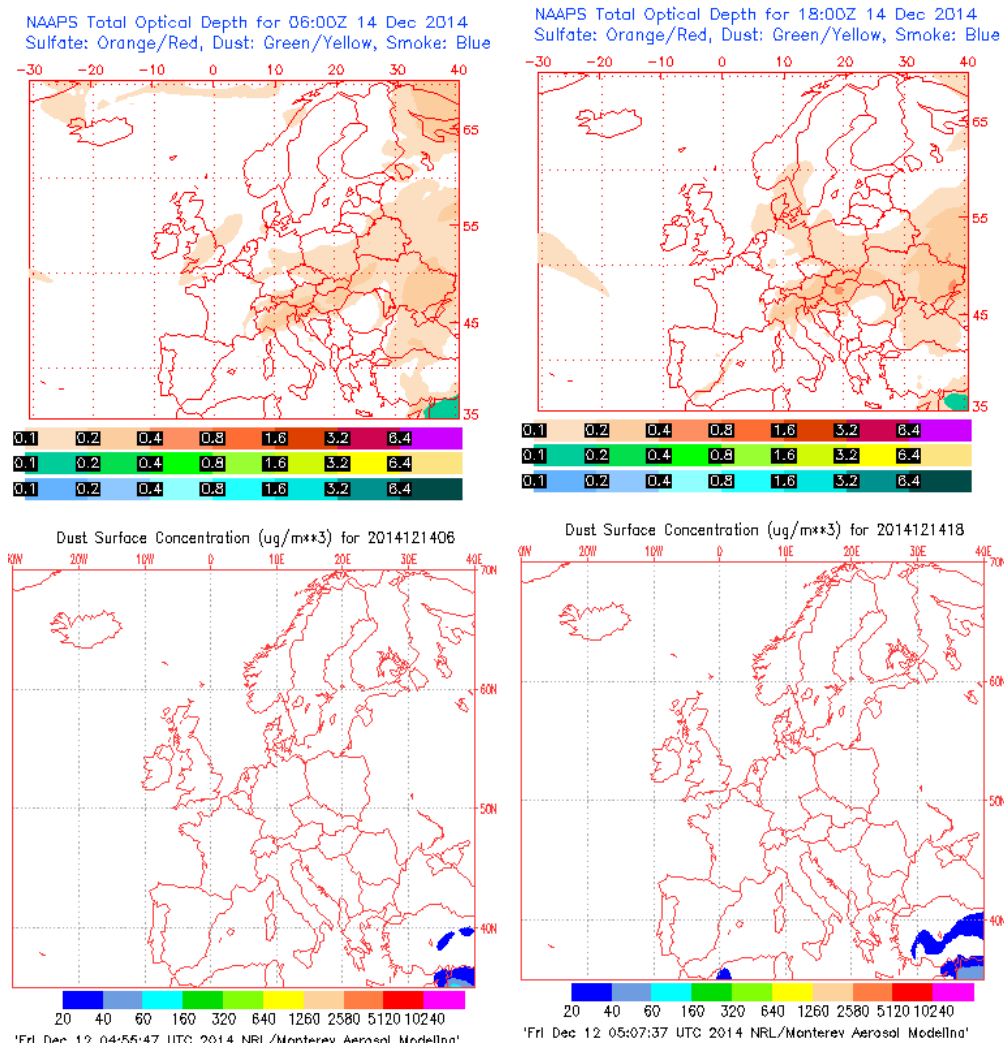 NAAPS Total Optical Depth for 06:00Z 14 Dec 2014
Sulfate: Orange/Red, Dust: Green/Yellow, Smoke: Blue
-30 -20 -10 0 10 20 30 40
65
55
45
35
0.1 0.2 0.4 0.8 1.6 3.2 6.4
0.1 0.2 0.4 0.8 1.6 3.2 6.4
0.1 0.2 0.4 0.8 1.6 3.2 6.4
NAAPS Total Optical Depth for 18:00Z 14 Dec 2014
Sulfate: Orange/Red, Dust: Green/Yellow, Smoke: Blue
-30 -20 -10 0 10 20 30 40
65
55
45
35
0.1 0.2 0.4 0.8 1.6 3.2 6.4
0.1 0.2 0.4 0.8 1.6 3.2 6.4
0.1 0.2 0.4 0.8 1.6 3.2 6.4
Dust Surface Concentration (ug/m**3) for 2014121406
0W 20W 10W 0 10E 20E 30E 40E
70N
60N
50N
40N
20 40 60 160 320 640 1260 2580 5120 10240
'Fri Dec 12 04:55:47 UTC 2014 NRL/Monterey Aerosol Modeling'
Dust Surface Concentration (ug/m**3) for 2014121418
30W 20W 10W 0 10E 20E 30E 40E
70N
60N
50N
40N
20 40 60 160 320 640 1260 2580 5120 10240
'Fri Dec 12 05:07:37 UTC 2014 NRL/Monterey Aerosol Modeling'